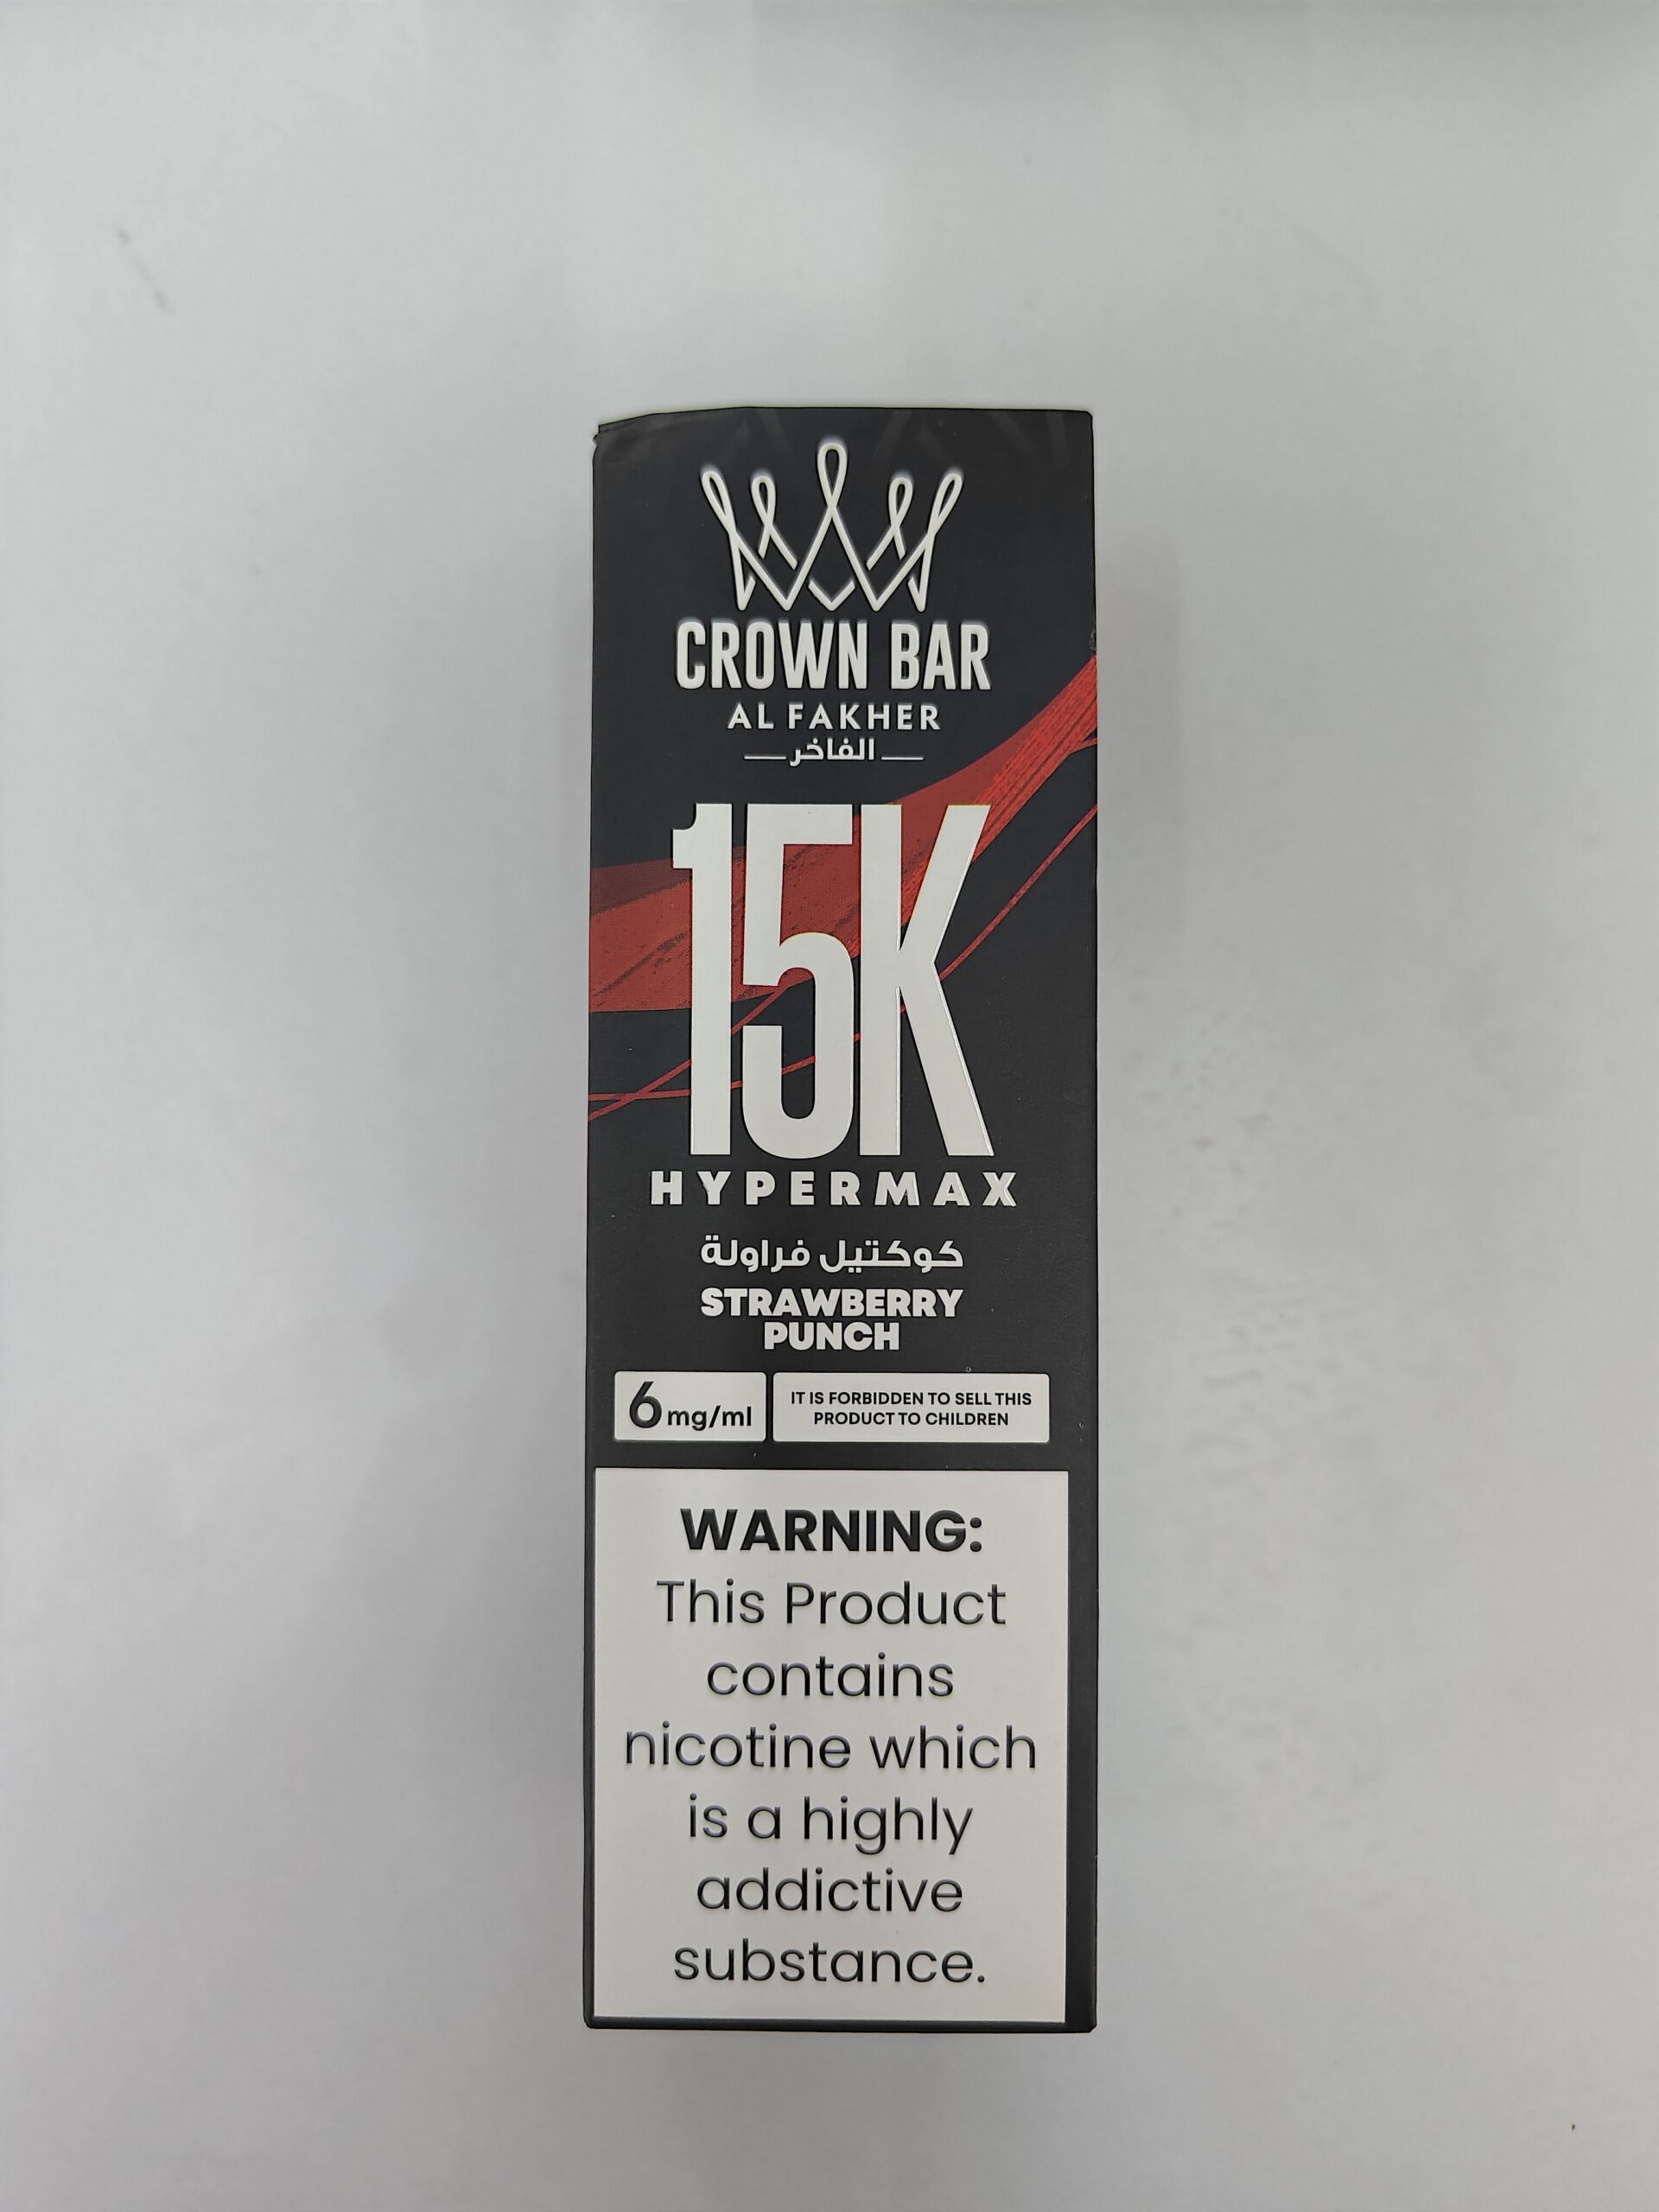 CROWN BAR
AL FAKHER
الفاخر
15K
HYPERMAX
كوكتيل فراولة
STRAWBERRY
PUNCH
6mg/ml
IT IS FORBIDDEN TO SELL THIS
PRODUCT TO CHILDREN
WARNING:
This Product
contains
nicotine which
is a highly
addictive
substance.